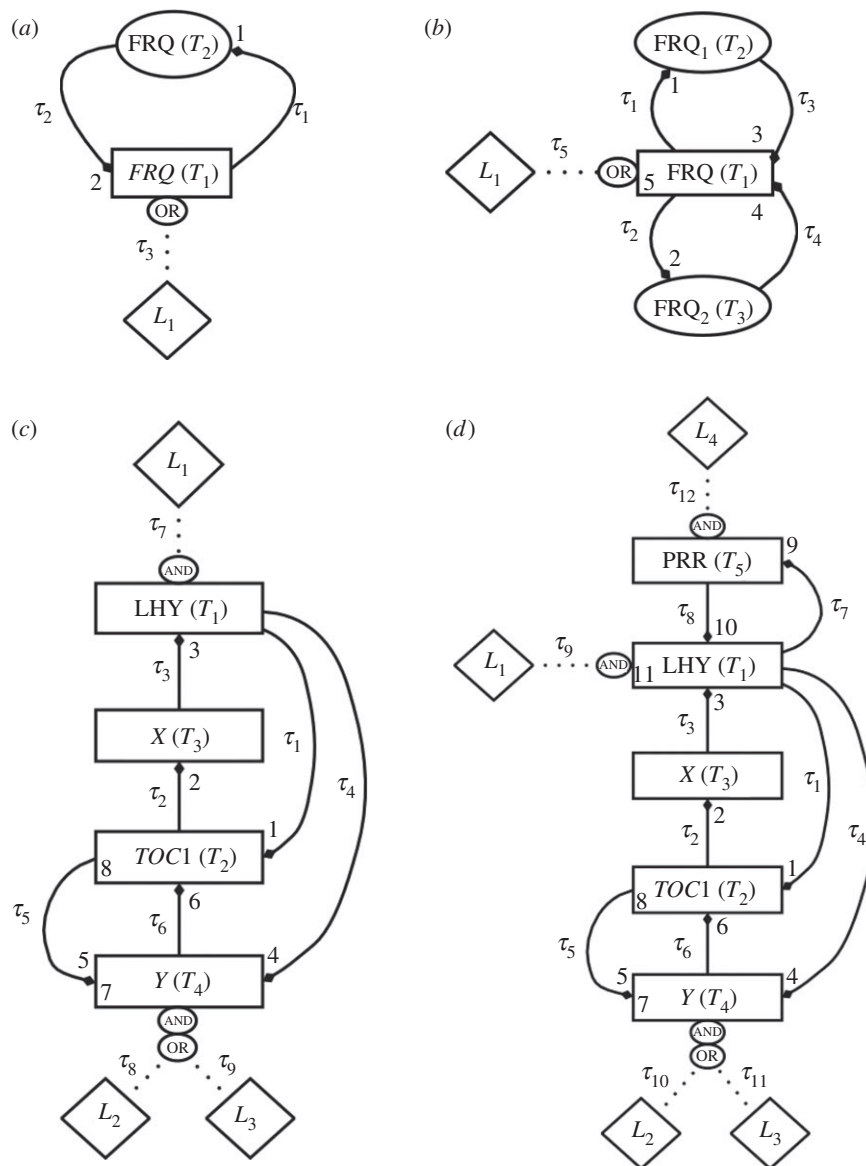 (a)
FRQ (T₂)
1
τ₂
τ₁
2
FRQ (T₁)
OR
τ₃
L₁
(b)
FRQ₁ (T₂)
1
τ₁
τ₃
3
τ₅
L₁
OR
5
FRQ (T₁)
4
τ₂
τ₄
2
FRQ₂ (T₃)
(c)
L₁
τ₇
AND
LHY (T₁)
3
τ₃
X (T₃)
τ₁
τ₄
2
τ₂
1
TOC1 (T₂)
8
6
τ₅
τ₆
5
4
Y (T₄)
7
AND
OR
τ₈
τ₉
L₂
L₃
(d)
L₄
τ₁₂
AND
9
PRR (T₅)
τ₈
τ₇
10
τ₉
L₁
AND
11
LHY (T₁)
3
τ₃
X (T₃)
τ₁
2
τ₂
τ₄
1
TOC1 (T₂)
8
6
τ₅
τ₆
5
4
Y (T₄)
7
AND
OR
τ₁₀
τ₁₁
L₂
L₃